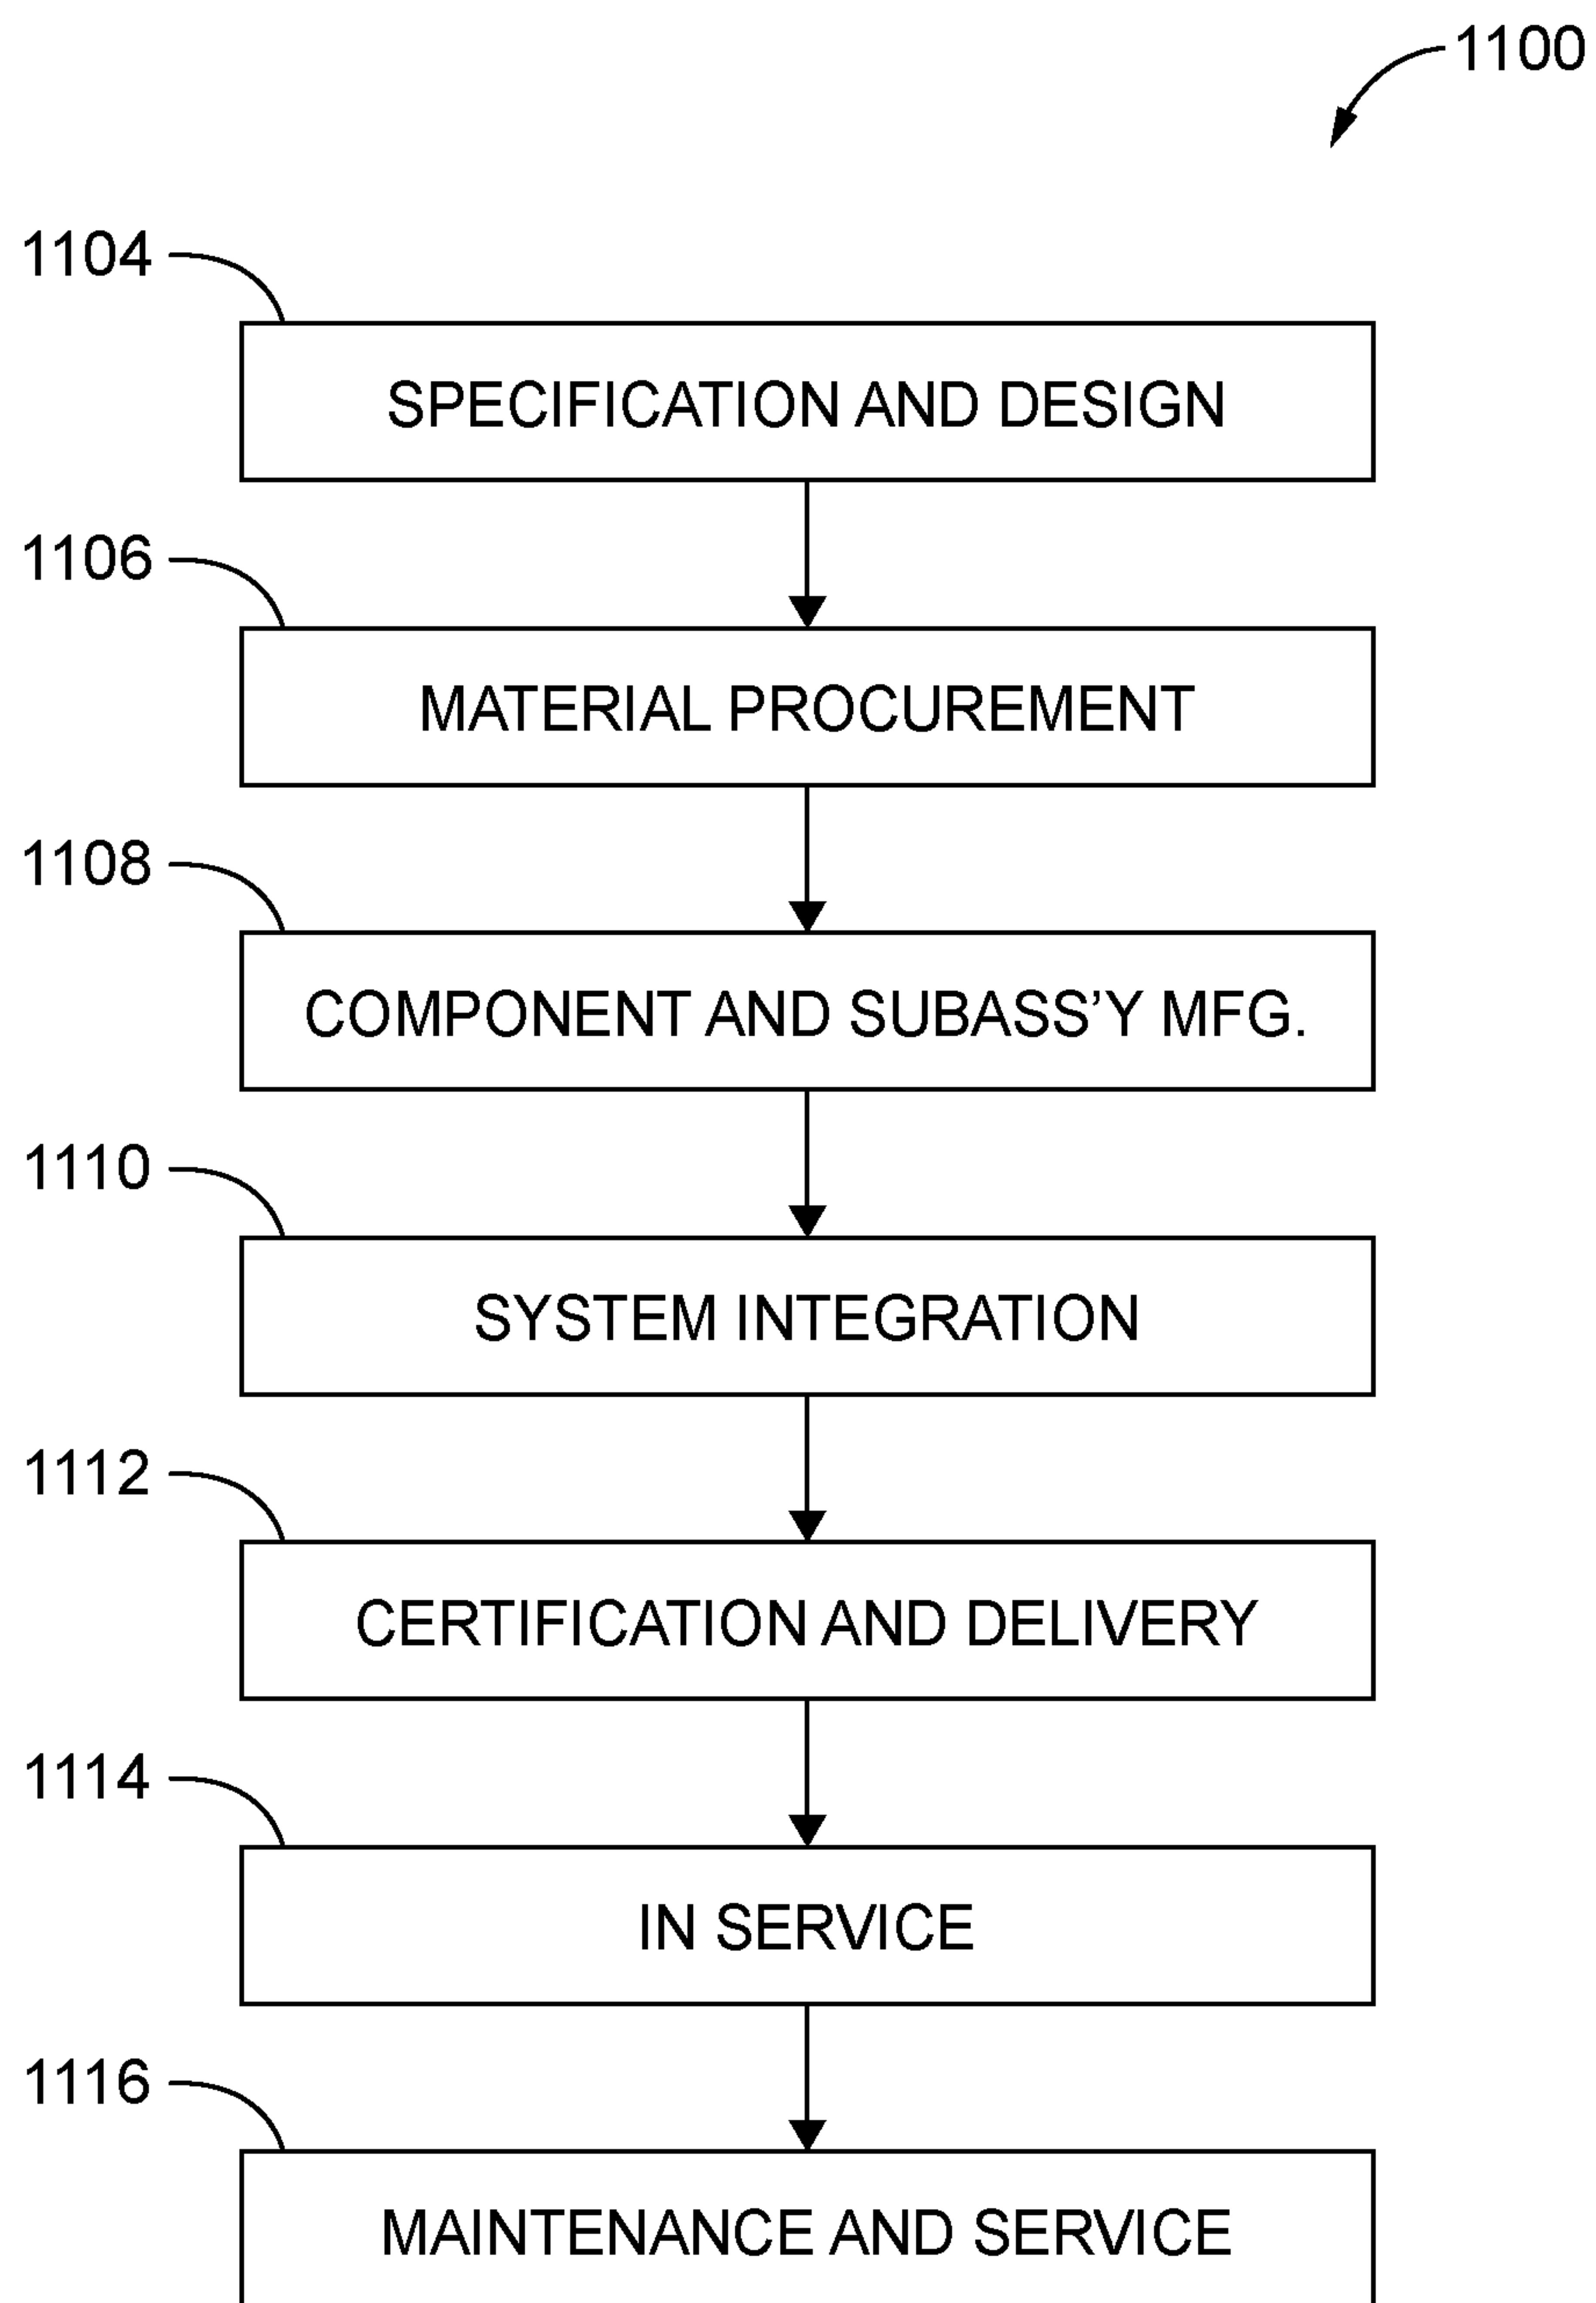 1100
1104
SPECIFICATION AND DESIGN
1106
MATERIAL PROCUREMENT
1108
COMPONENT AND SUBASS’Y MFG.
1110
SYSTEM INTEGRATION
1112
CERTIFICATION AND DELIVERY
1114
IN SERVICE
1116
MAINTENANCE AND SERVICE